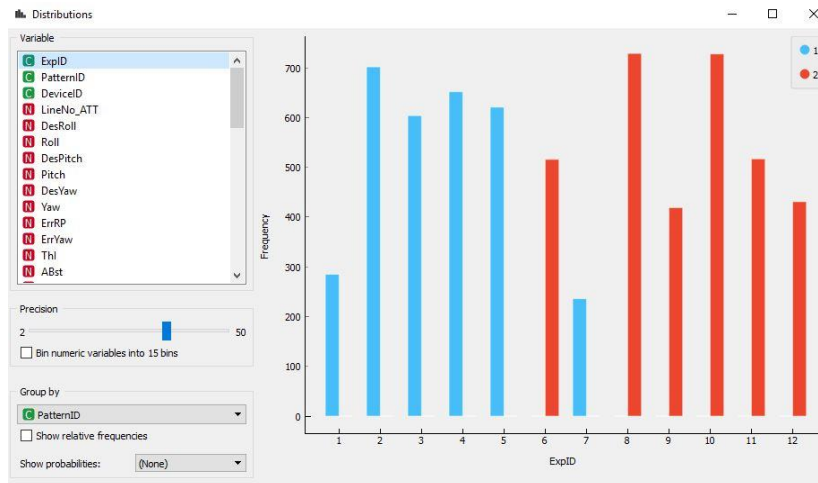 Distributions
Variable
C ExpID
C PatternID
C DeviceID
N LineNo_ATT
N DesRoll
N Roll
N DesPitch
N Pitch
N DesYaw
N Yaw
N ErrRP
N ErrYaw
N ThI
N ABst
Precision
2 50
Bin numeric variables into 15 bins
Group by
C PatternID
Show relative frequencies
Show probabilities: (None)
1
2
700
600
500
400
300
200
100
0
Frequency
1 2 3 4 5 6 7 8 9 10 11 12
ExpID